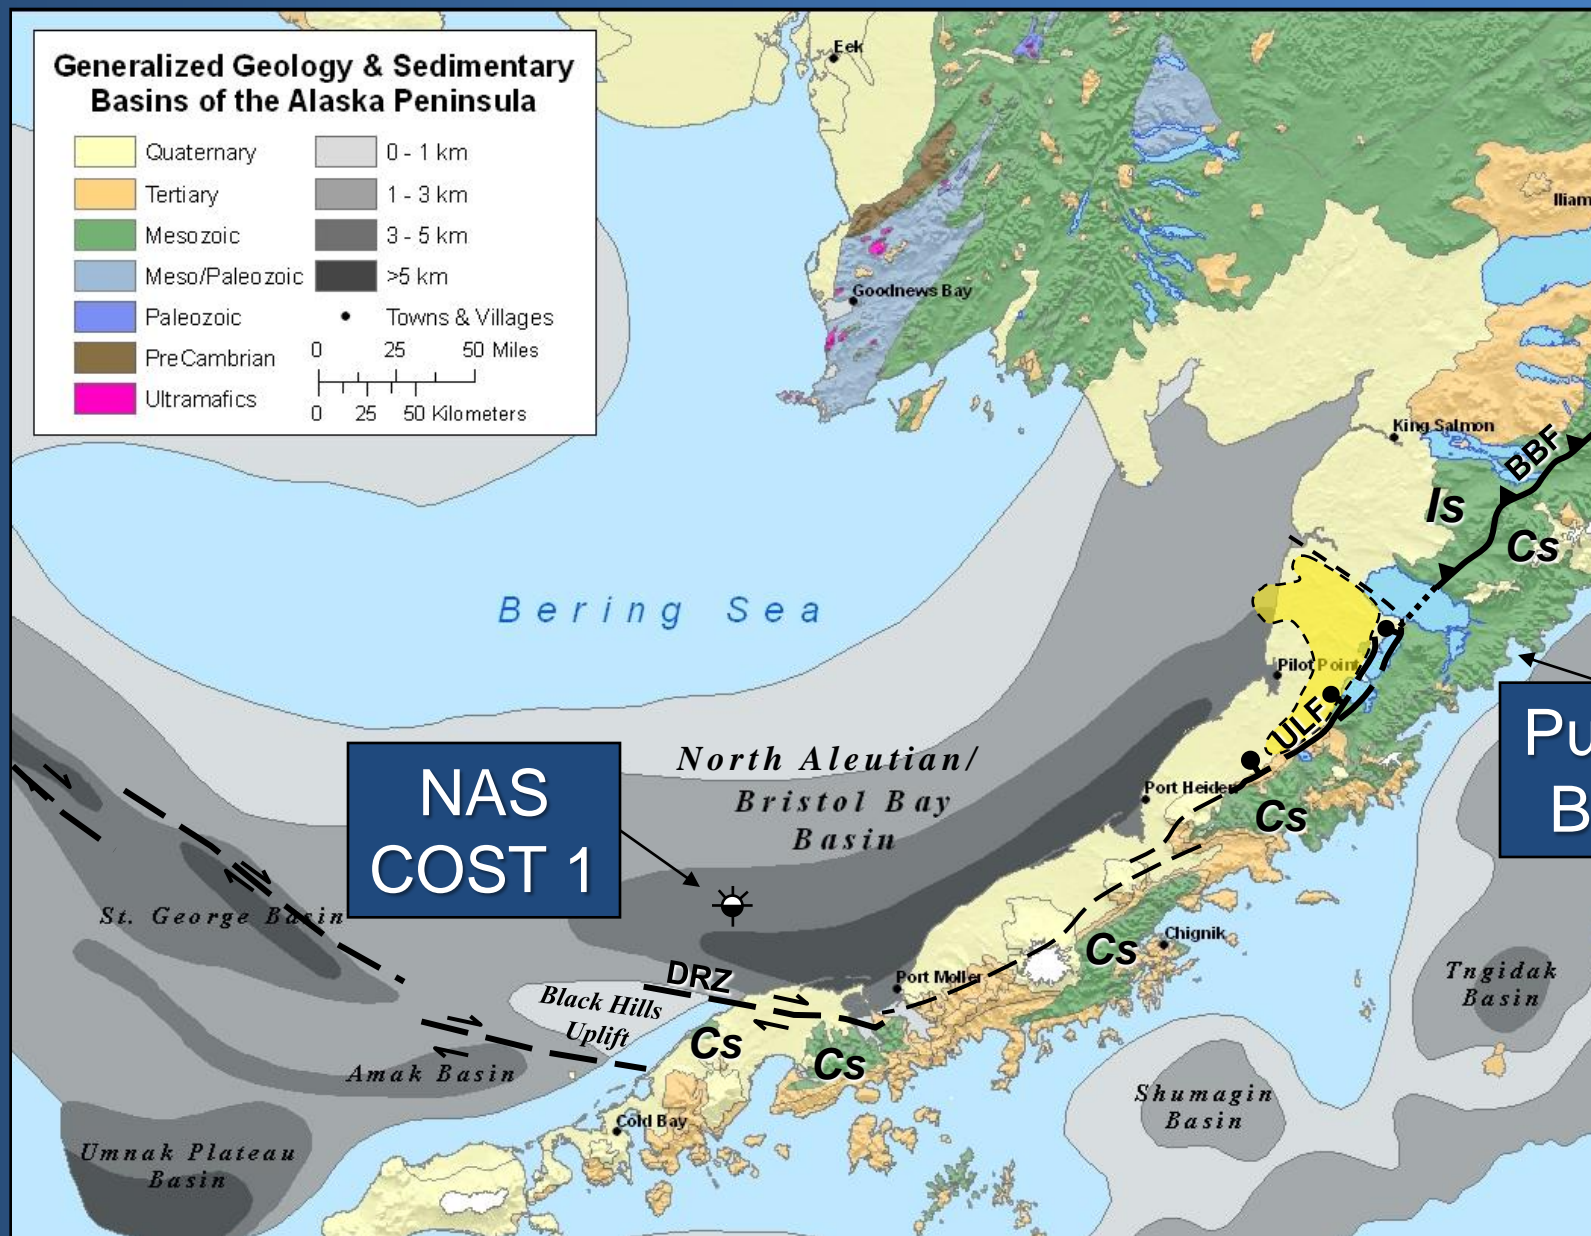 Generalized Geology & Sedimentary
Basins of the Alaska Peninsula
Quaternary
Tertiary
Mesozoic
Meso/Paleozoic
Paleozoic
PreCambrian
Ultramafics
0 - 1 km
1 - 3 km
3 - 5 km
>5 km
Towns & Villages
0 25 50 Miles
0 25 50 Kilometers
Eek
Iliam
Goodnews Bay
King Salmon
BBF
Is
Cs
Bering Sea
Pilot Point
ULF
Pu
B
NAS
COST 1
North Aleutian/
Bristol Bay
Basin
Port Heiden
Cs
St. George Basin
Cs
Chignik
Port Moller
DRZ
Black Hills
Uplift
Cs
Cs
Tngidak
Basin
Amak Basin
Shumagin
Basin
Cold Bay
Umnak Plateau
Basin